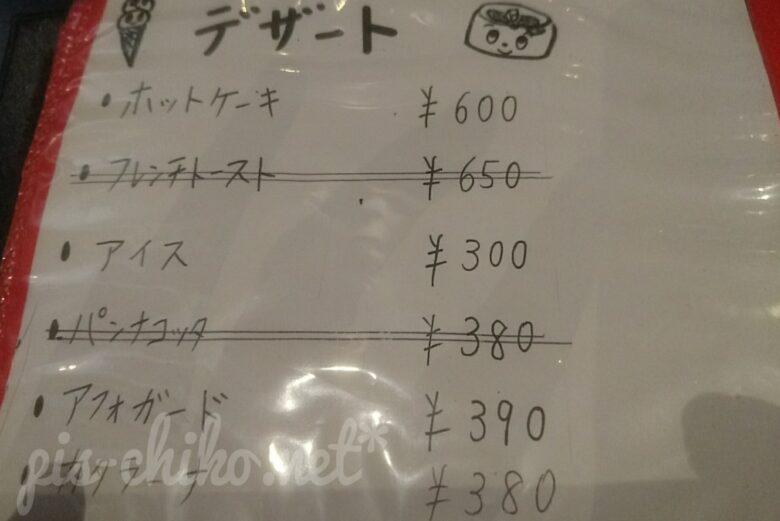 デザート
・ホットケーキ ¥600
・フレンチトースト ¥650
・アイス ¥300
・パンナコッタ ¥380
・アフォガード ¥390
¥380
pis-chiko.net*